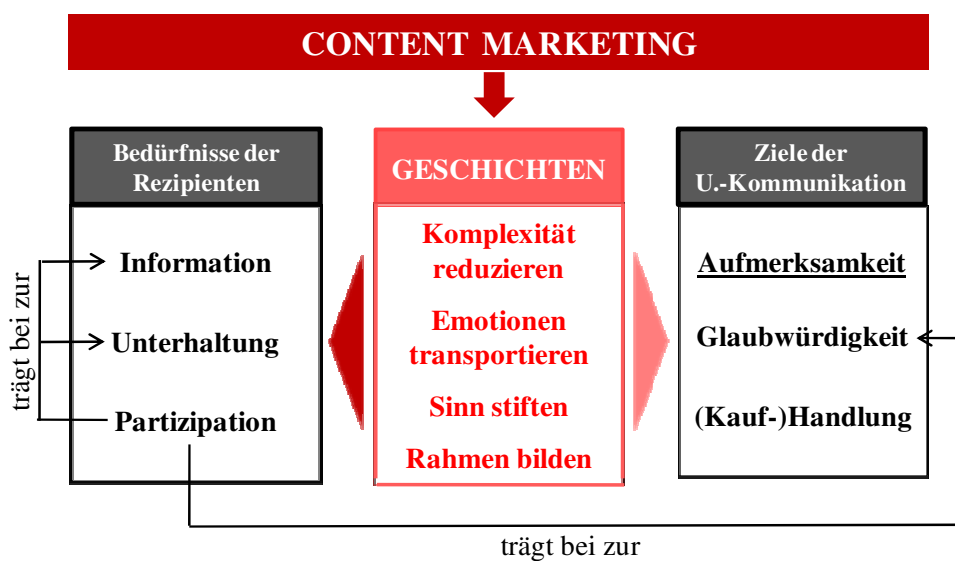 CONTENT MARKETING
Bedürfnisse der
Rezipienten
Information
Unterhaltung
Partizipation
trägt bei zur
GESCHICHTEN
Komplexität
reduzieren
Emotionen
transportieren
Sinn stiften
Rahmen bilden
Ziele der
U.-Kommunikation
Aufmerksamkeit
Glaubwürdigkeit
(Kauf-)Handlung
trägt bei zur